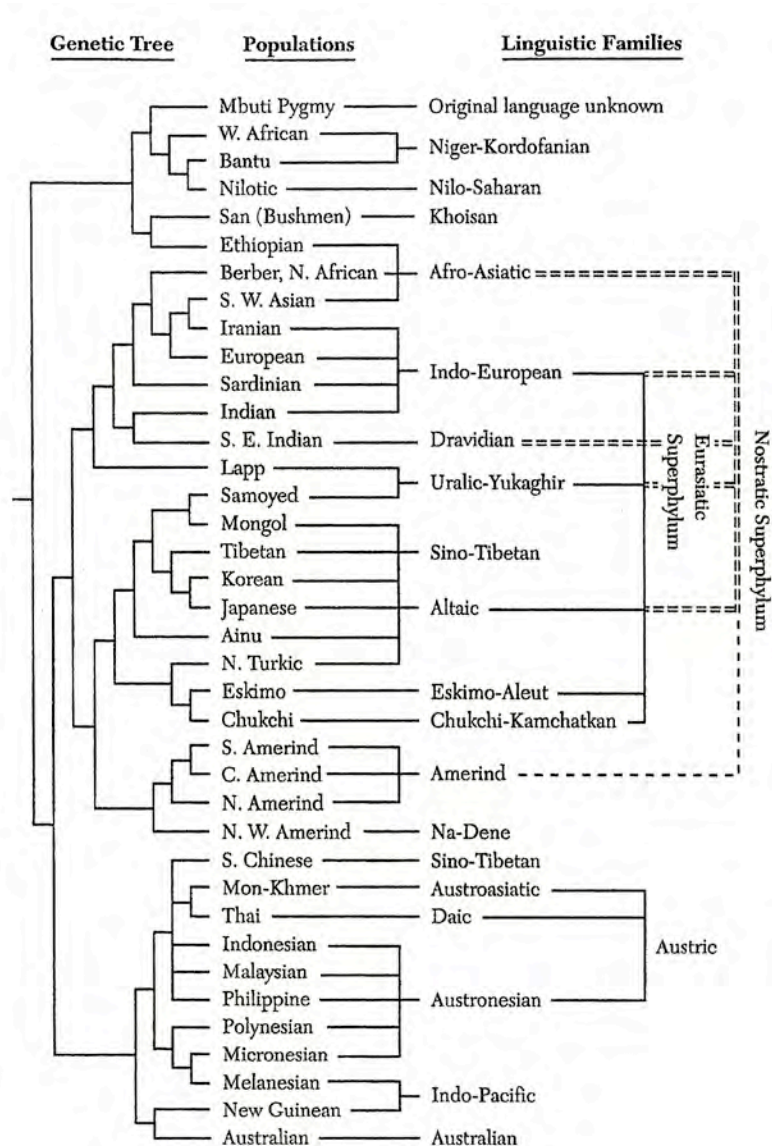 Genetic Tree Populations Linguistic Families
Mbuti Pygmy Original language unknown
W. African
Niger-Kordofanian
Bantu
Nilotic Nilo-Saharan
San (Bushmen) Khoisan
Ethiopian
Berber, N. African Afro-Asiatic
S. W. Asian
Iranian
European
Indo-European
Sardinian
Indian
S. E. Indian Dravidian
Lapp
Uralic-Yukaghir
Samoyed
Mongol
Tibetan Sino-Tibetan
Korean
Japanese Altaic
Ainu
N. Turkic
Eskimo Eskimo-Aleut
Chukchi Chukchi-Kamchatkan
S. Amerind
C. Amerind Amerind
N. Amerind
N. W. Amerind Na-Dene
S. Chinese Sino-Tibetan
Mon-Khmer Austroasiatic
Thai Daic
Indonesian
Austric
Malaysian
Philippine Austronesian
Polynesian
Micronesian
Melanesian
Indo-Pacific
New Guinean
Australian Australian
Eurasiatic
Superphylum
Nostratic Superphylum